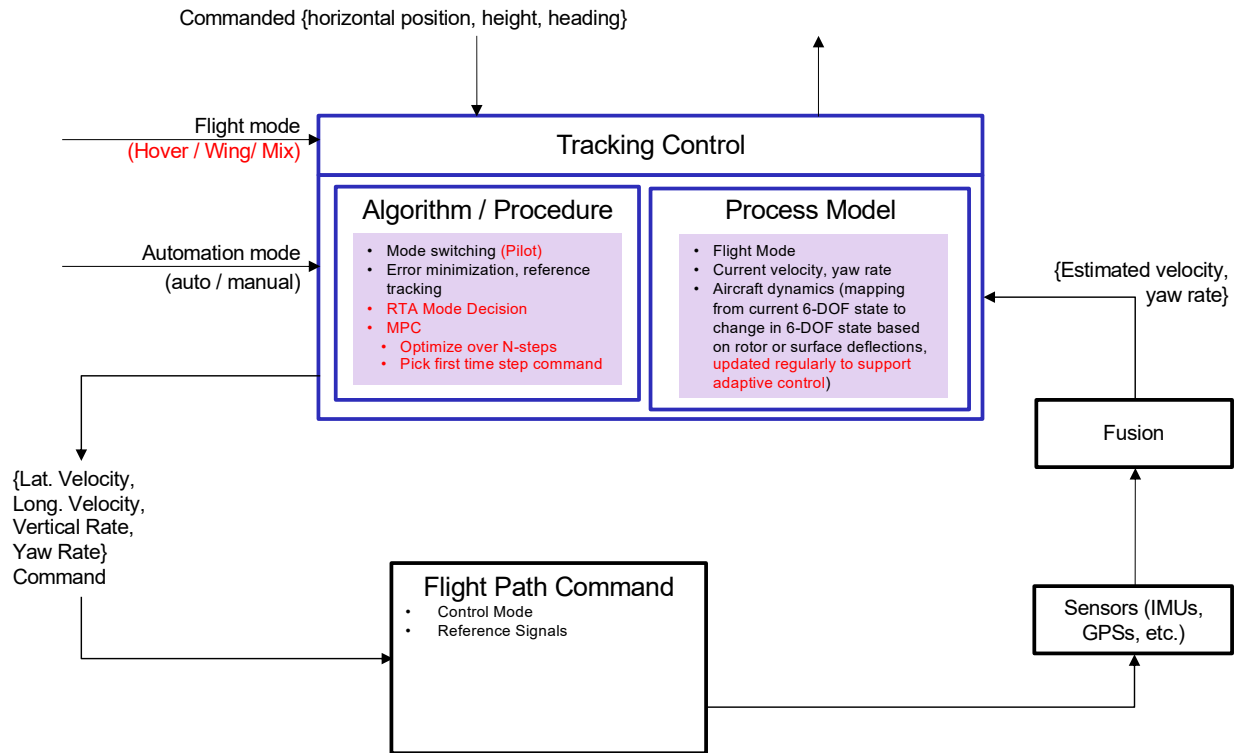 Commanded {horizontal position, height, heading}
Flight mode
(Hover / Wing/ Mix)
Tracking Control
Automation mode
(auto / manual)
Algorithm / Procedure
• Mode switching (Pilot)
• Error minimization, reference
tracking
• RTA Mode Decision
• MPC
• Optimize over N-steps
• Pick first time step command
Process Model
• Flight Mode
• Current velocity, yaw rate
• Aircraft dynamics (mapping
from current 6-DOF state to
change in 6-DOF state based
on rotor or surface deflections,
updated regularly to support
adaptive control)
{Estimated velocity,
yaw rate}
Fusion
{Lat. Velocity,
Long. Velocity,
Vertical Rate,
Yaw Rate}
Command
Flight Path Command
• Control Mode
• Reference Signals
Sensors (IMUs,
GPSs, etc.)